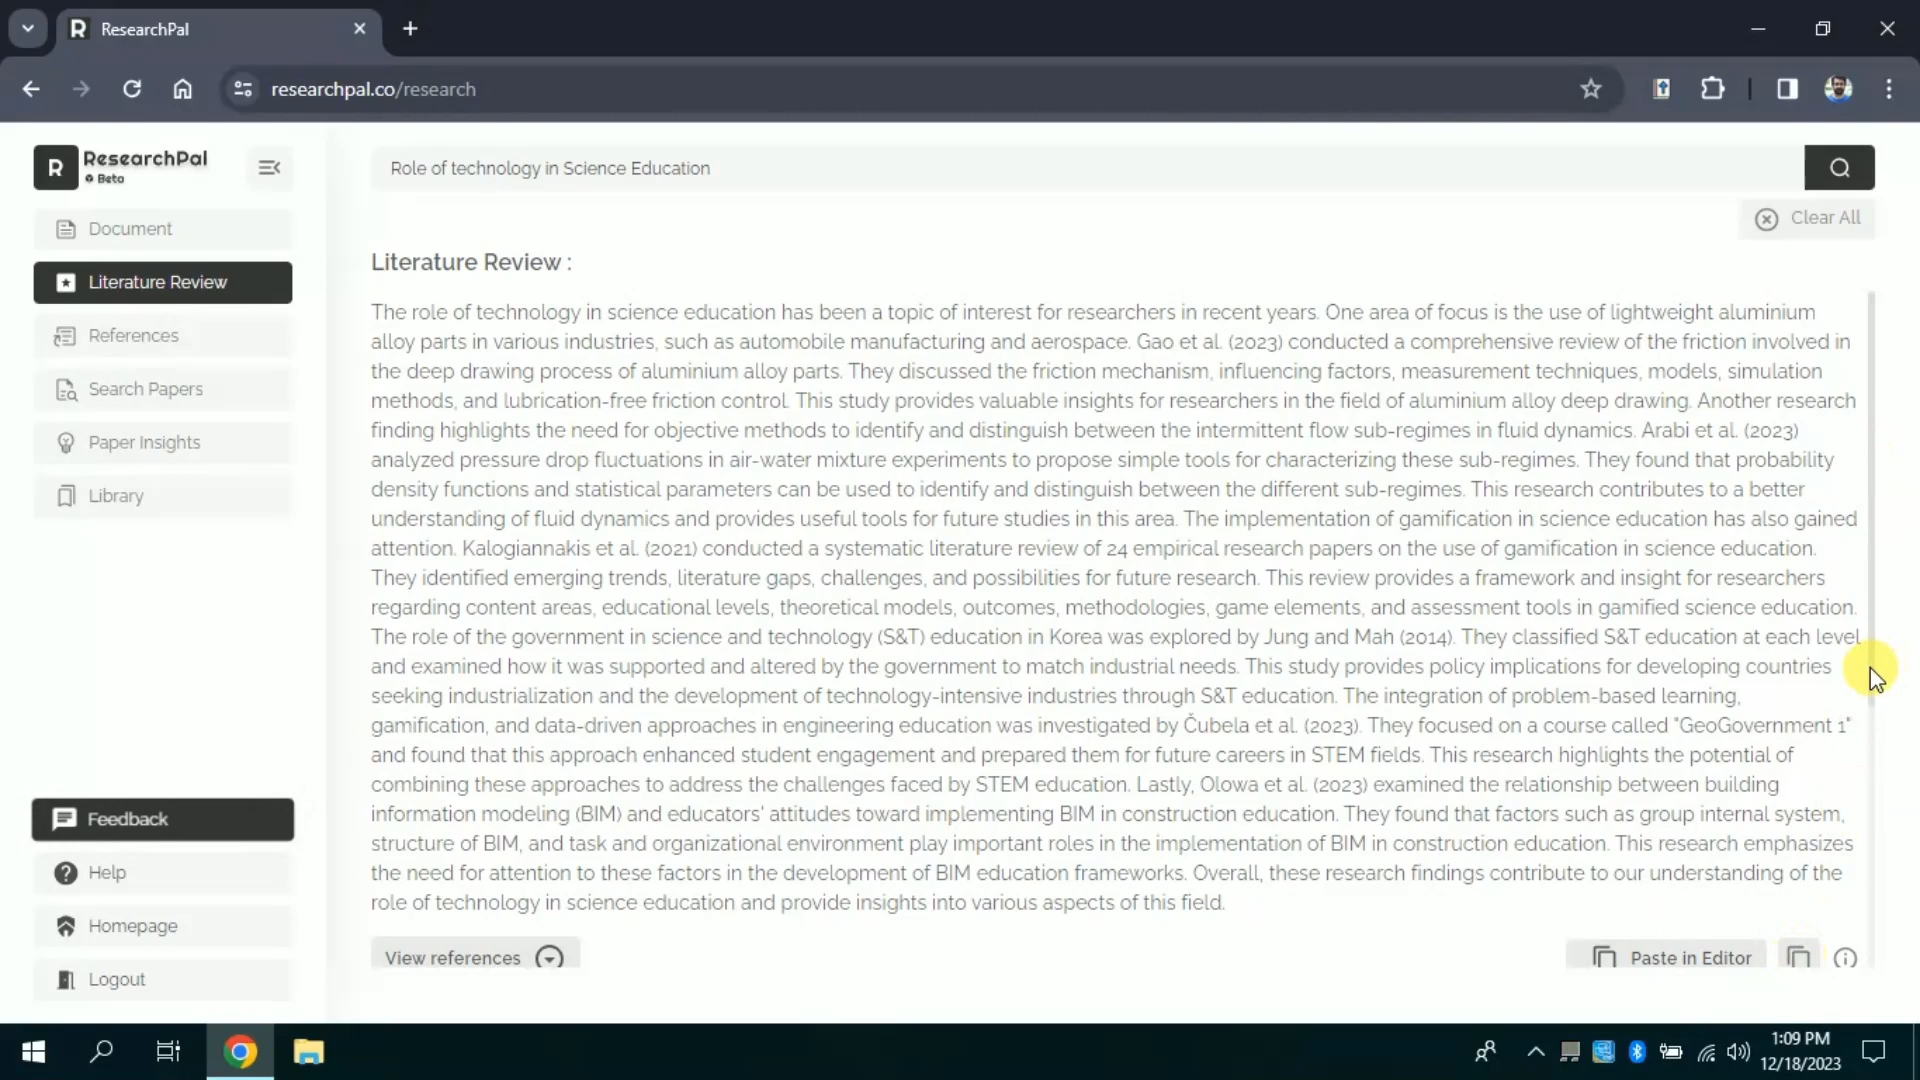 ResearchPal
researchpal.co/research
ResearchPal
Beta
Role of technology in Science Education
Clear All
Document
Literature Review
References
Search Papers
Paper Insights
Library
Feedback
Help
Homepage
Logout
Literature Review :
The role of technology in science education has been a topic of interest for researchers in recent years. One area of focus is the use of lightweight aluminium
alloy parts in various industries, such as automobile manufacturing and aerospace. Gao et al. (2023) conducted a comprehensive review of the friction involved in
the deep drawing process of aluminium alloy parts. They discussed the friction mechanism, influencing factors, measurement techniques, models, simulation
methods, and lubrication-free friction control. This study provides valuable insights for researchers in the field of aluminium alloy deep drawing. Another research
finding highlights the need for objective methods to identify and distinguish between the intermittent flow sub-regimes in fluid dynamics. Arabi et al. (2023)
analyzed pressure drop fluctuations in air-water mixture experiments to propose simple tools for characterizing these sub-regimes. They found that probability
density functions and statistical parameters can be used to identify and distinguish between the different sub-regimes. This research contributes to a better
understanding of fluid dynamics and provides useful tools for future studies in this area. The implementation of gamification in science education has also gained
attention. Kalogiannakis et al. (2021) conducted a systematic literature review of 24 empirical research papers on the use of gamification in science education.
They identified emerging trends, literature gaps, challenges, and possibilities for future research. This review provides a framework and insight for researchers
regarding content areas, educational levels, theoretical models, outcomes, methodologies, game elements, and assessment tools in gamified science education.
The role of the government in science and technology (S&T) education in Korea was explored by Jung and Mah (2014). They classified S&T education at each level
and examined how it was supported and altered by the government to match industrial needs. This study provides policy implications for developing countries
seeking industrialization and the development of technology-intensive industries through S&T education. The integration of problem-based learning,
gamification, and data-driven approaches in engineering education was investigated by Čubela et al. (2023). They focused on a course called "GeoGovernment 1"
and found that this approach enhanced student engagement and prepared them for future careers in STEM fields. This research highlights the potential of
combining these approaches to address the challenges faced by STEM education. Lastly, Olowa et al. (2023) examined the relationship between building
information modeling (BIM) and educators' attitudes toward implementing BIM in construction education. They found that factors such as group internal system,
structure of BIM, and task and organizational environment play important roles in the implementation of BIM in construction education. This research emphasizes
the need for attention to these factors in the development of BIM education frameworks. Overall, these research findings contribute to our understanding of the
role of technology in science education and provide insights into various aspects of this field.
View references
Paste in Editor
1:09 PM
12/18/2023